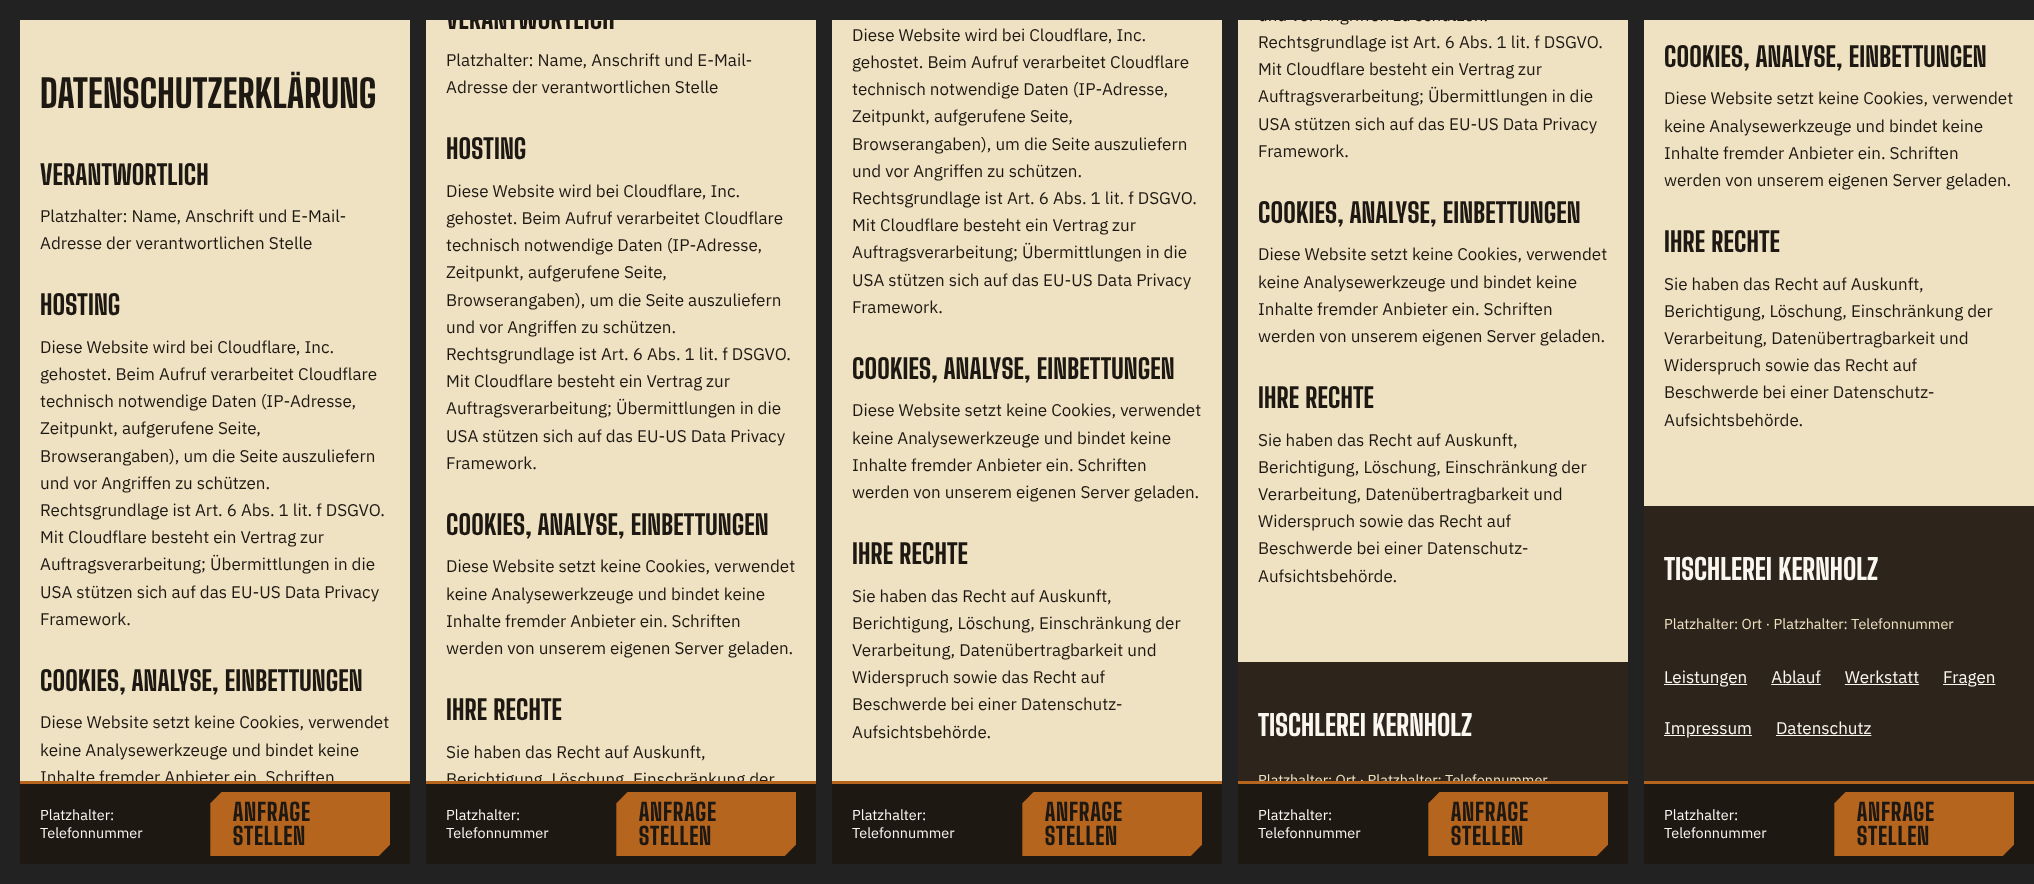 DATENSCHUTZERKLÄRUNG
VERANTWORTLICH
Platzhalter: Name, Anschrift und E-Mail-
Adresse der verantwortlichen Stelle
HOSTING
Diese Website wird bei Cloudflare, Inc.
gehostet. Beim Aufruf verarbeitet Cloudflare
technisch notwendige Daten (IP-Adresse,
Zeitpunkt, aufgerufene Seite,
Browserangaben), um die Seite auszuliefern
und vor Angriffen zu schützen.
Rechtsgrundlage ist Art. 6 Abs. 1 lit. f DSGVO.
Mit Cloudflare besteht ein Vertrag zur
Auftragsverarbeitung; Übermittlungen in die
USA stützen sich auf das EU-US Data Privacy
Framework.
COOKIES, ANALYSE, EINBETTUNGEN
Diese Website setzt keine Cookies, verwendet
keine Analysewerkzeuge und bindet keine
Inhalte fremder Anbieter ein. Schriften
Platzhalter:
Telefonnummer
ANFRAGE
STELLEN
VERANTWORTLICH
Platzhalter: Name, Anschrift und E-Mail-
Adresse der verantwortlichen Stelle
HOSTING
Diese Website wird bei Cloudflare, Inc.
gehostet. Beim Aufruf verarbeitet Cloudflare
technisch notwendige Daten (IP-Adresse,
Zeitpunkt, aufgerufene Seite,
Browserangaben), um die Seite auszuliefern
und vor Angriffen zu schützen.
Rechtsgrundlage ist Art. 6 Abs. 1 lit. f DSGVO.
Mit Cloudflare besteht ein Vertrag zur
Auftragsverarbeitung; Übermittlungen in die
USA stützen sich auf das EU-US Data Privacy
Framework.
COOKIES, ANALYSE, EINBETTUNGEN
Diese Website setzt keine Cookies, verwendet
keine Analysewerkzeuge und bindet keine
Inhalte fremder Anbieter ein. Schriften
werden von unserem eigenen Server geladen.
IHRE RECHTE
Sie haben das Recht auf Auskunft,
Berichtigung, Löschung, Einschränkung der
Platzhalter:
Telefonnummer
ANFRAGE
STELLEN
Diese Website wird bei Cloudflare, Inc.
gehostet. Beim Aufruf verarbeitet Cloudflare
technisch notwendige Daten (IP-Adresse,
Zeitpunkt, aufgerufene Seite,
Browserangaben), um die Seite auszuliefern
und vor Angriffen zu schützen.
Rechtsgrundlage ist Art. 6 Abs. 1 lit. f DSGVO.
Mit Cloudflare besteht ein Vertrag zur
Auftragsverarbeitung; Übermittlungen in die
USA stützen sich auf das EU-US Data Privacy
Framework.
COOKIES, ANALYSE, EINBETTUNGEN
Diese Website setzt keine Cookies, verwendet
keine Analysewerkzeuge und bindet keine
Inhalte fremder Anbieter ein. Schriften
werden von unserem eigenen Server geladen.
IHRE RECHTE
Sie haben das Recht auf Auskunft,
Berichtigung, Löschung, Einschränkung der
Verarbeitung, Datenübertragbarkeit und
Widerspruch sowie das Recht auf
Beschwerde bei einer Datenschutz-
Aufsichtsbehörde.
Platzhalter:
Telefonnummer
ANFRAGE
STELLEN
und vor Angriffen zu schützen.
Rechtsgrundlage ist Art. 6 Abs. 1 lit. f DSGVO.
Mit Cloudflare besteht ein Vertrag zur
Auftragsverarbeitung; Übermittlungen in die
USA stützen sich auf das EU-US Data Privacy
Framework.
COOKIES, ANALYSE, EINBETTUNGEN
Diese Website setzt keine Cookies, verwendet
keine Analysewerkzeuge und bindet keine
Inhalte fremder Anbieter ein. Schriften
werden von unserem eigenen Server geladen.
IHRE RECHTE
Sie haben das Recht auf Auskunft,
Berichtigung, Löschung, Einschränkung der
Verarbeitung, Datenübertragbarkeit und
Widerspruch sowie das Recht auf
Beschwerde bei einer Datenschutz-
Aufsichtsbehörde.
TISCHLEREI KERNHOLZ
Platzhalter: Ort · Platzhalter: Telefonnummer
Platzhalter:
Telefonnummer
ANFRAGE
STELLEN
COOKIES, ANALYSE, EINBETTUNGEN
Diese Website setzt keine Cookies, verwendet
keine Analysewerkzeuge und bindet keine
Inhalte fremder Anbieter ein. Schriften
werden von unserem eigenen Server geladen.
IHRE RECHTE
Sie haben das Recht auf Auskunft,
Berichtigung, Löschung, Einschränkung der
Verarbeitung, Datenübertragbarkeit und
Widerspruch sowie das Recht auf
Beschwerde bei einer Datenschutz-
Aufsichtsbehörde.
TISCHLEREI KERNHOLZ
Platzhalter: Ort · Platzhalter: Telefonnummer
Leistungen Ablauf Werkstatt Fragen
Impressum Datenschutz
Platzhalter:
Telefonnummer
ANFRAGE
STELLEN